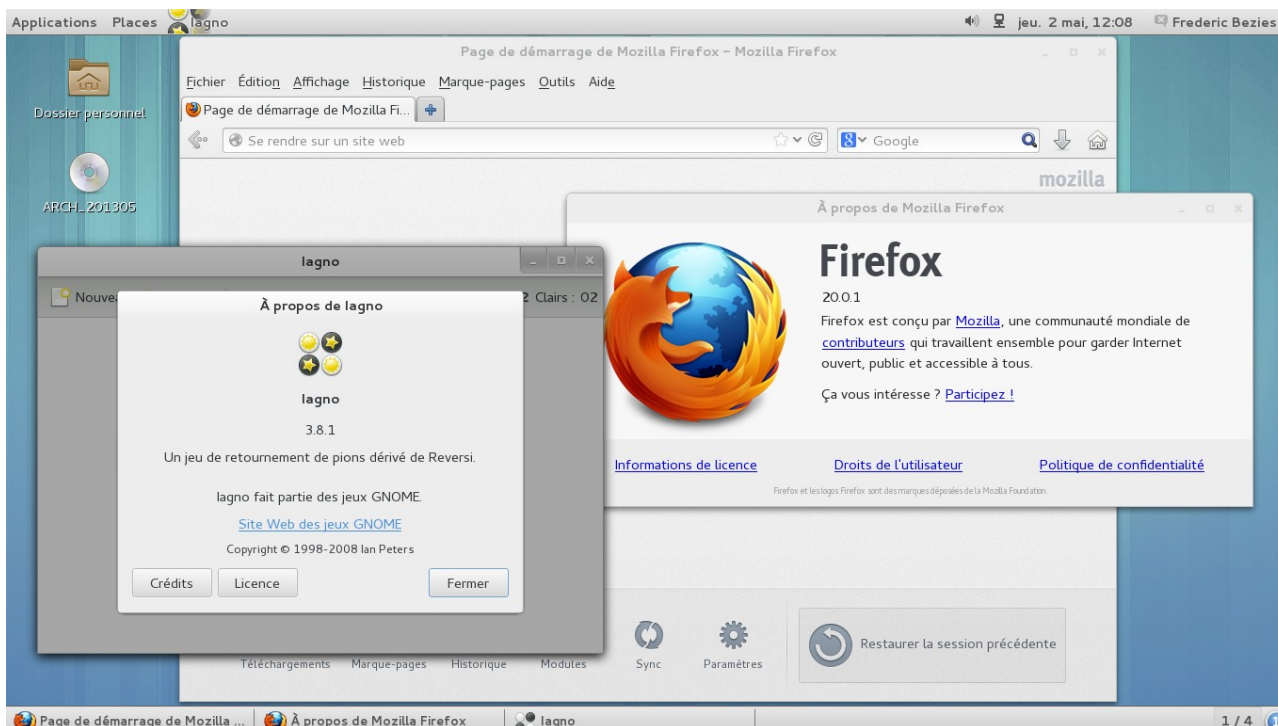 Applications Places Iagno
jeu. 2 mai, 12:08 Frederic Bezies
Page de démarrage de Mozilla Firefox – Mozilla Firefox
Fichier Édition Affichage Historique Marque-pages Outils Aide
Page de démarrage de Mozilla Fi...
Se rendre sur un site web
Google
mozilla
Dossier personnel
ARCH_201305
À propos de Mozilla Firefox
Firefox
20.0.1
Firefox est conçu par Mozilla, une communauté mondiale de
contributeurs qui travaillent ensemble pour garder Internet
ouvert, public et accessible à tous.
Ça vous intéresse ? Participez !
Informations de licence Droits de l'utilisateur Politique de confidentialité
Firefox et les logos Firefox sont des marques déposées de la Mozilla Foundation.
Iagno
Clairs : 02
À propos de Iagno
Iagno
3.8.1
Un jeu de retournement de pions dérivé de Reversi.
Iagno fait partie des jeux GNOME.
Site Web des jeux GNOME
Copyright © 1998-2008 Ian Peters
Crédits Licence Fermer
Téléchargements Marque-pages Historique Modules Sync Paramètres
Restaurer la session précédente
Page de démarrage de Mozilla ... À propos de Mozilla Firefox Iagno 1 / 4